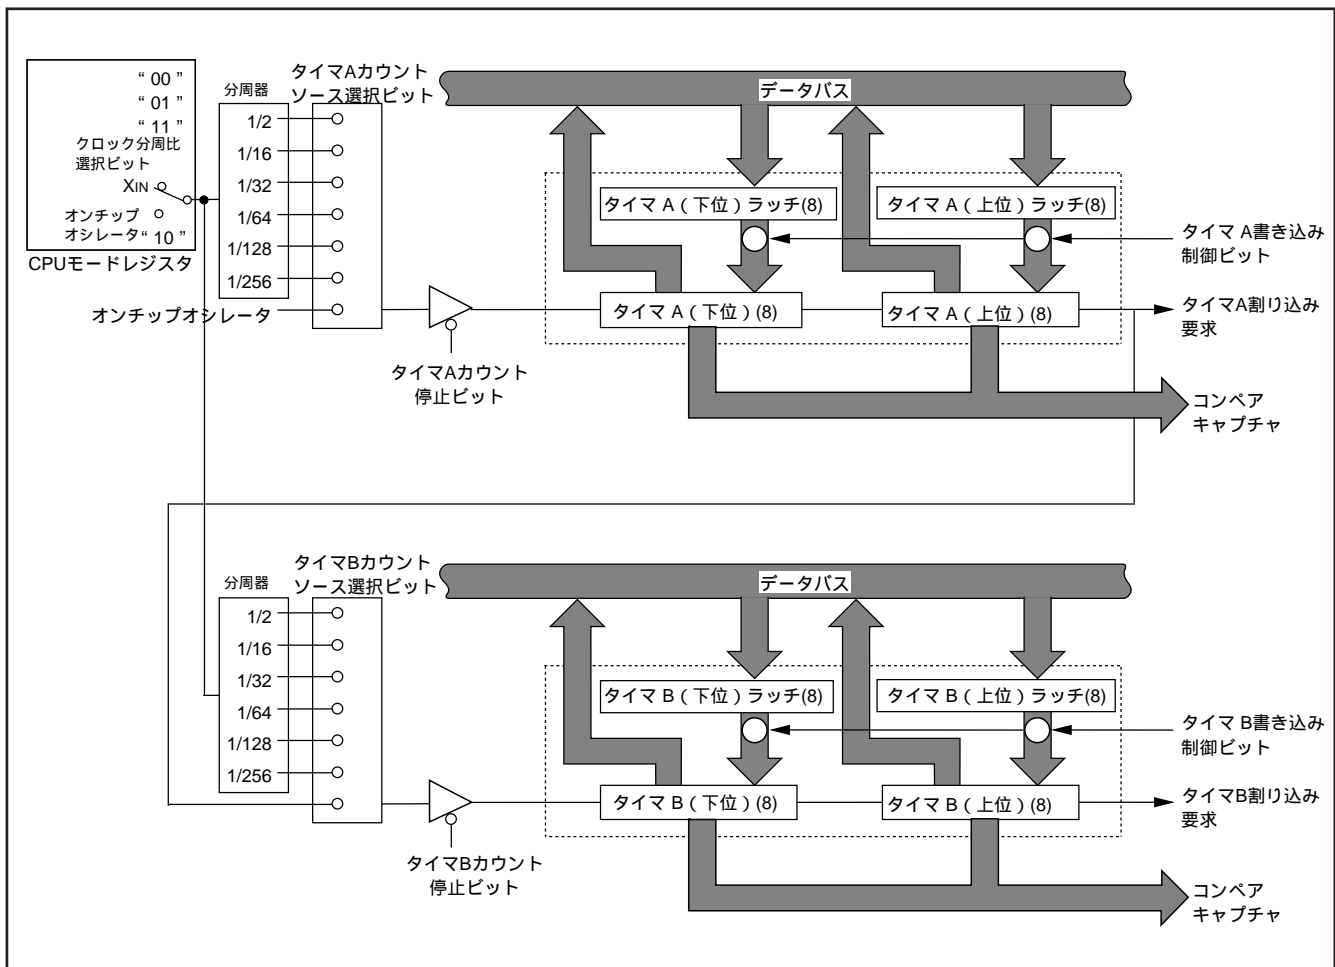 “ 00 ”
“ 01 ”
“ 11 ”
クロック分周比
選択ビット
XIN
オンチップ
オシレータ“ 10 ”
CPUモードレジスタ
分周器
1/2
1/16
1/32
1/64
1/128
1/256
オンチップオシレータ
タイマAカウント
ソース選択ビット
タイマAカウント
停止ビット
データバス
タイマ A（下位）ラッチ(8)
タイマ A（上位）ラッチ(8)
タイマ A（下位）(8)
タイマ A（上位）(8)
タイマ A書き込み
制御ビット
タイマA割り込み
要求
コンペア
キャプチャ
分周器
1/2
1/16
1/32
1/64
1/128
1/256
タイマBカウント
ソース選択ビット
タイマBカウント
停止ビット
データバス
タイマ B（下位）ラッチ(8)
タイマ B（上位）ラッチ(8)
タイマ B（下位）(8)
タイマ B（上位）(8)
タイマ B書き込み
制御ビット
タイマB割り込み
要求
コンペア
キャプチャ